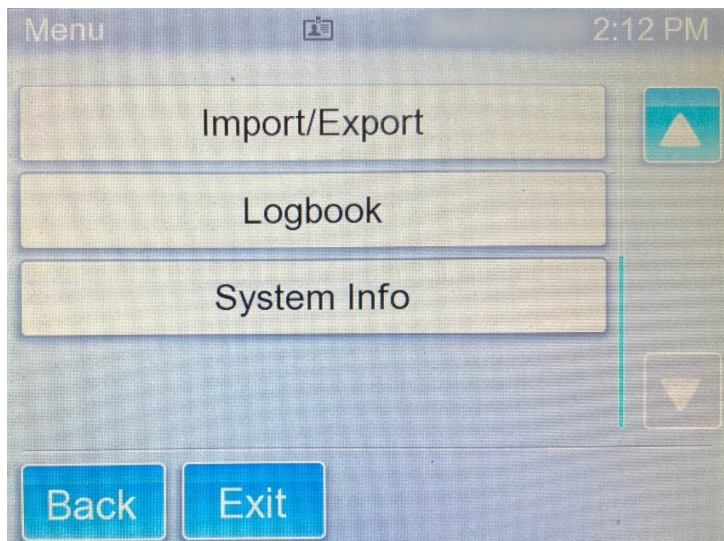 Menu 2:12 PM
Import/Export
Logbook
System Info
Back Exit